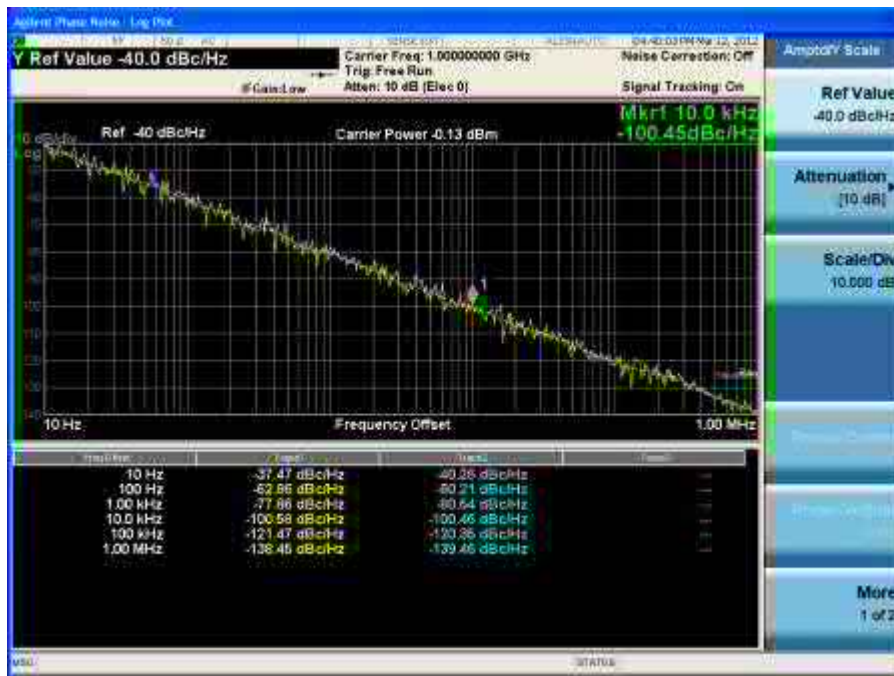 Agilent Phase Noise - Log Plot
Y Ref Value -40.0 dBc/Hz
Carrier Freq: 1.000000000 GHz
Trig: Free Run
IFGain:Low
Atten: 10 dB (Elec 0)
Noise Correction: Off
Signal Tracking: On
Mkr1 10.0 kHz
-100.45dBc/Hz
10 dB/div
Log
Ref -40 dBc/Hz
Carrier Power -0.13 dBm
1
10 Hz
Frequency Offset
1.00 MHz
10 Hz -37.47 dBc/Hz -40.26 dBc/Hz
100 Hz -62.86 dBc/Hz -60.21 dBc/Hz
1.00 kHz -77.86 dBc/Hz -80.64 dBc/Hz
10.0 kHz -100.58 dBc/Hz -100.46 dBc/Hz
100 kHz -121.47 dBc/Hz -120.36 dBc/Hz
1.00 MHz -138.45 dBc/Hz -139.46 dBc/Hz
MSG
STATUS
Amptd/Y Scale
Ref Value
-40.0 dBc/Hz
Attenuation
[10 dB]
Scale/Div
10.000 dB
More
1 of 2